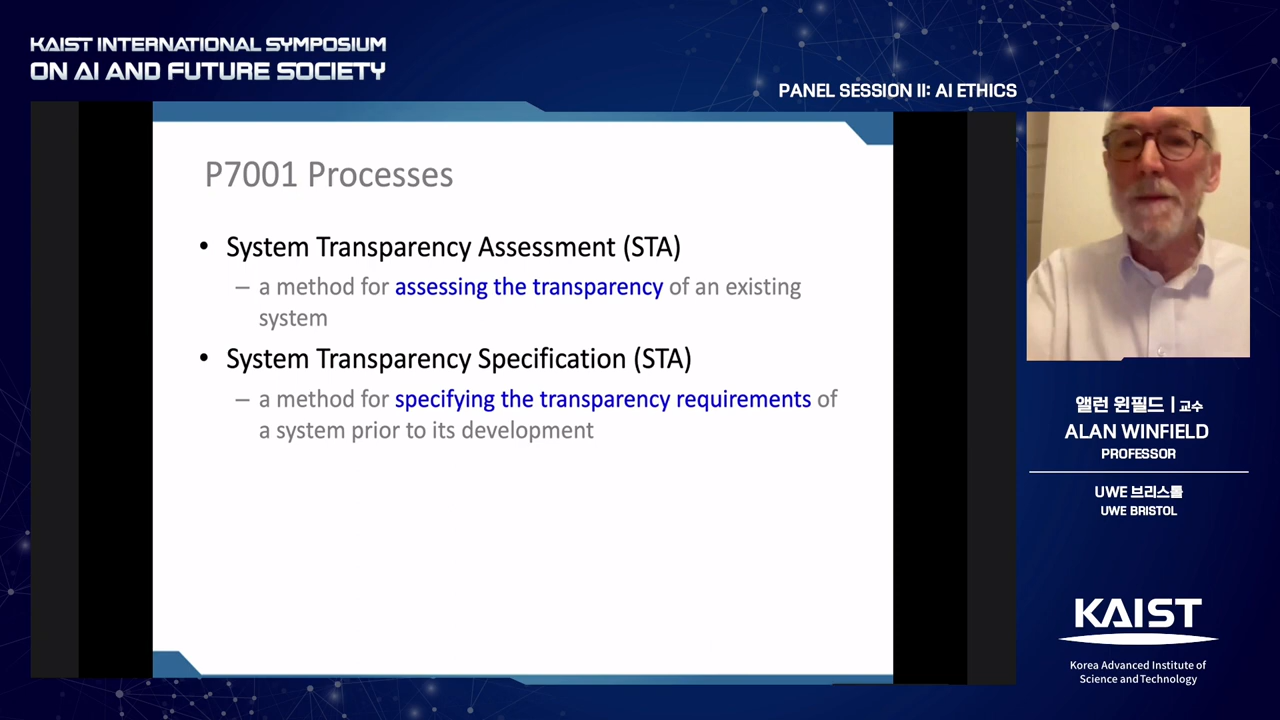 KAIST INTERNATIONAL SYMPOSIUM
ON AI AND FUTURE SOCIETY
PANEL SESSION II: AI ETHICS
P7001 Processes
• System Transparency Assessment (STA)
– a method for assessing the transparency of an existing
system
• System Transparency Specification (STA)
– a method for specifying the transparency requirements of
a system prior to its development
앨런 윈필드 | 교수
ALAN WINFIELD
PROFESSOR
UWE 브리스톨
UWE BRISTOL
KAIST
Korea Advanced Institute of
Science and Technology